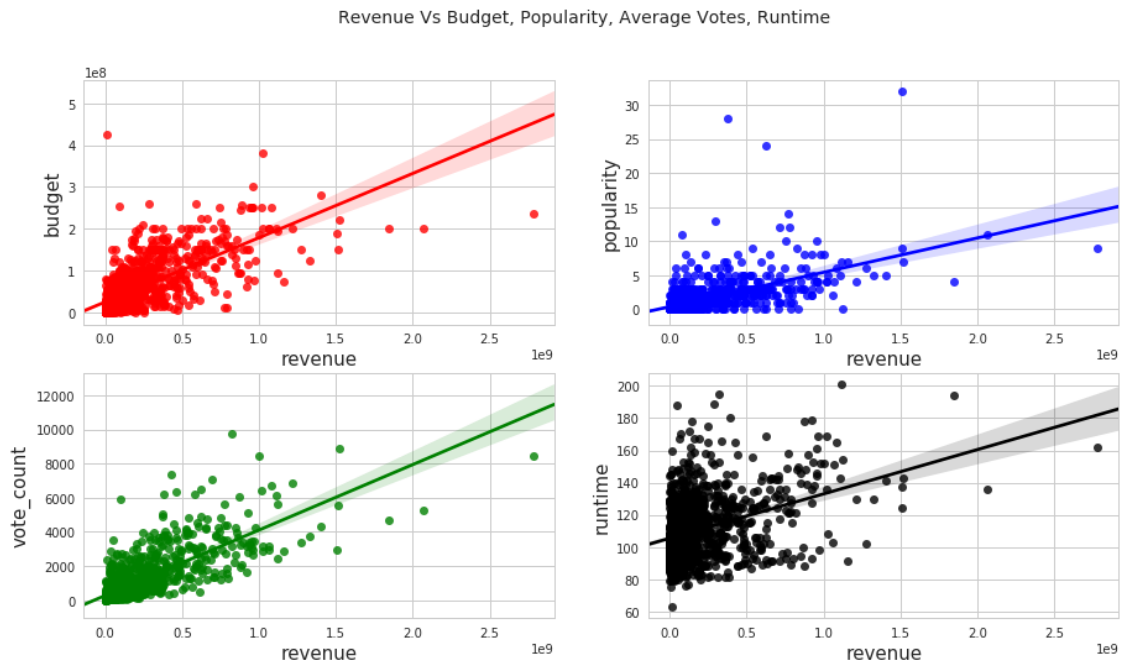 Revenue Vs Budget, Popularity, Average Votes, Runtime
1e8
5
4
3
2
1
0
budget
0.0 0.5 1.0 1.5 2.0 2.5
1e9
revenue
30
25
20
15
10
5
0
popularity
0.0 0.5 1.0 1.5 2.0 2.5
1e9
revenue
12000
10000
8000
6000
4000
2000
0
vote_count
0.0 0.5 1.0 1.5 2.0 2.5
1e9
revenue
200
180
160
140
120
100
80
60
runtime
0.0 0.5 1.0 1.5 2.0 2.5
1e9
revenue